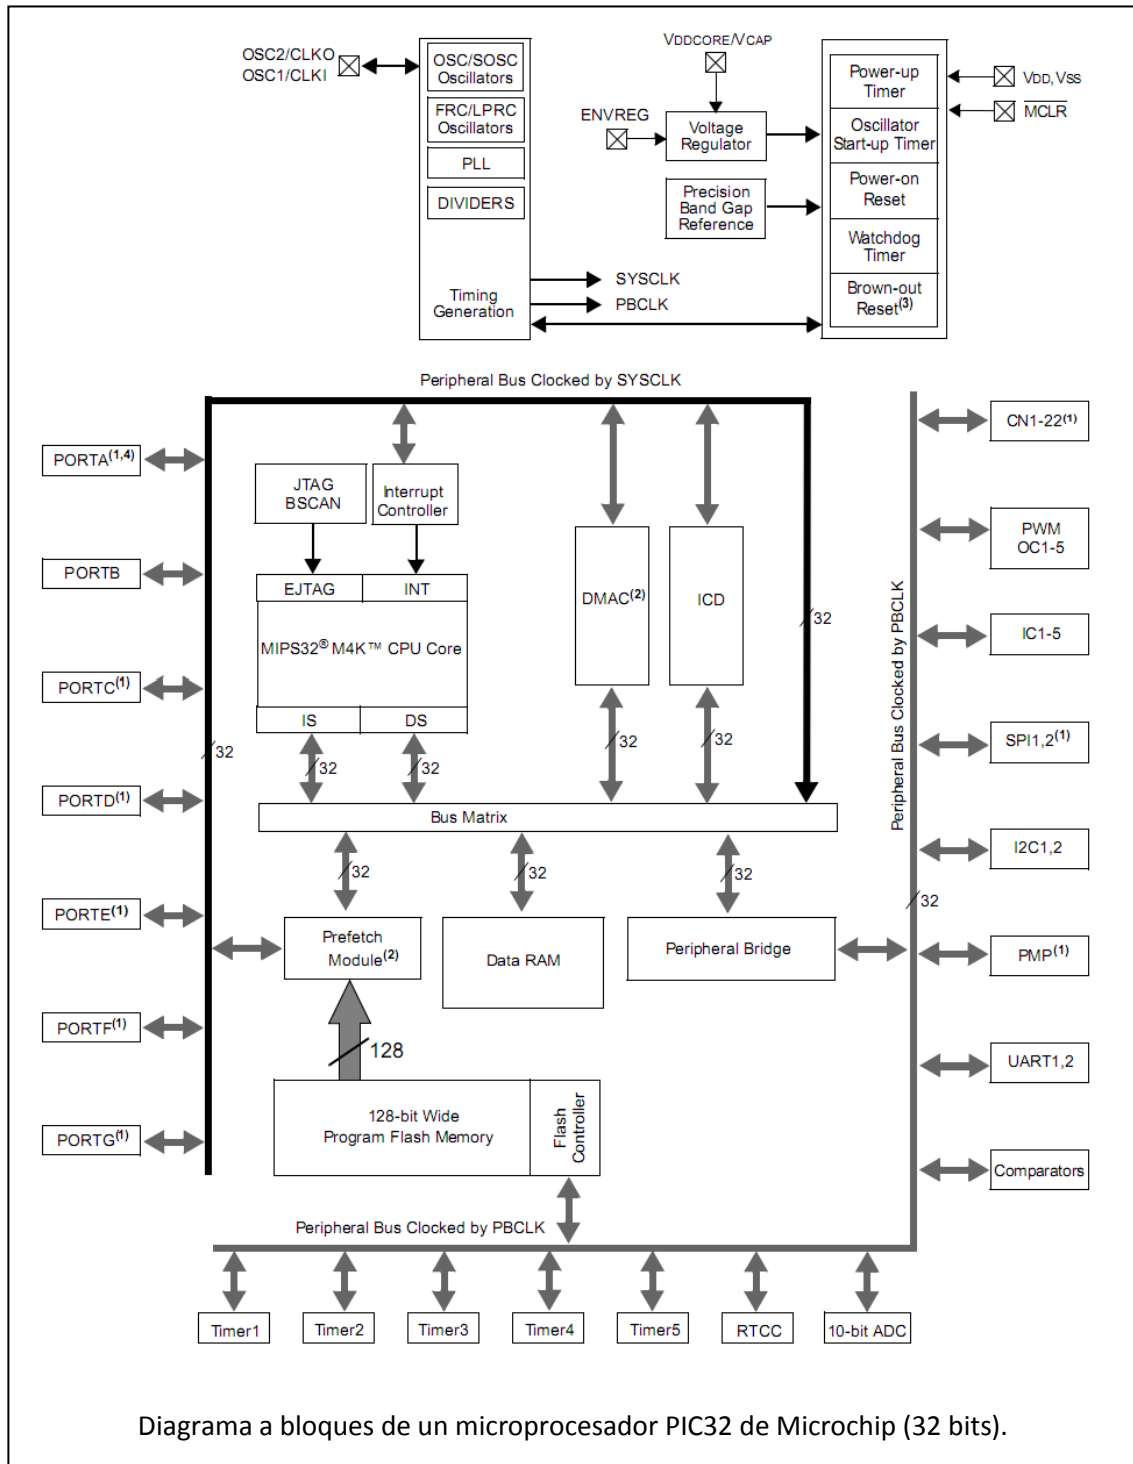 OSC2/CLKO
OSC1/CLKI
OSC/SOSC
Oscillators
FRC/LPRC
Oscillators
PLL
DIVIDERS
Timing
Generation
VDDCORE/VCAP
ENVREG
Voltage
Regulator
Precision
Band Gap
Reference
SYSCLK
PBCLK
Power-up
Timer
Oscillator
Start-up Timer
Power-on
Reset
Watchdog
Timer
Brown-out
Reset(3)
VDD, VSS
MCLR
Peripheral Bus Clocked by SYSCLK
PORTA(1,4)
PORTB
PORTC(1)
PORTD(1)
PORTE(1)
PORTF(1)
PORTG(1)
32
JTAG
BSCAN
Interrupt
Controller
EJTAG
INT
MIPS32® M4K™ CPU Core
IS
DS
32
32
DMAC(2)
ICD
32
32
32
Bus Matrix
32
32
32
Prefetch
Module(2)
Data RAM
Peripheral Bridge
128
128-bit Wide
Program Flash Memory
Flash
Controller
Peripheral Bus Clocked by PBCLK
32
CN1-22(1)
PWM
OC1-5
IC1-5
SPI1,2(1)
I2C1,2
PMP(1)
UART1,2
Comparators
Peripheral Bus Clocked by PBCLK
Timer1
Timer2
Timer3
Timer4
Timer5
RTCC
10-bit ADC
Diagrama a bloques de un microprocesador PIC32 de Microchip (32 bits).